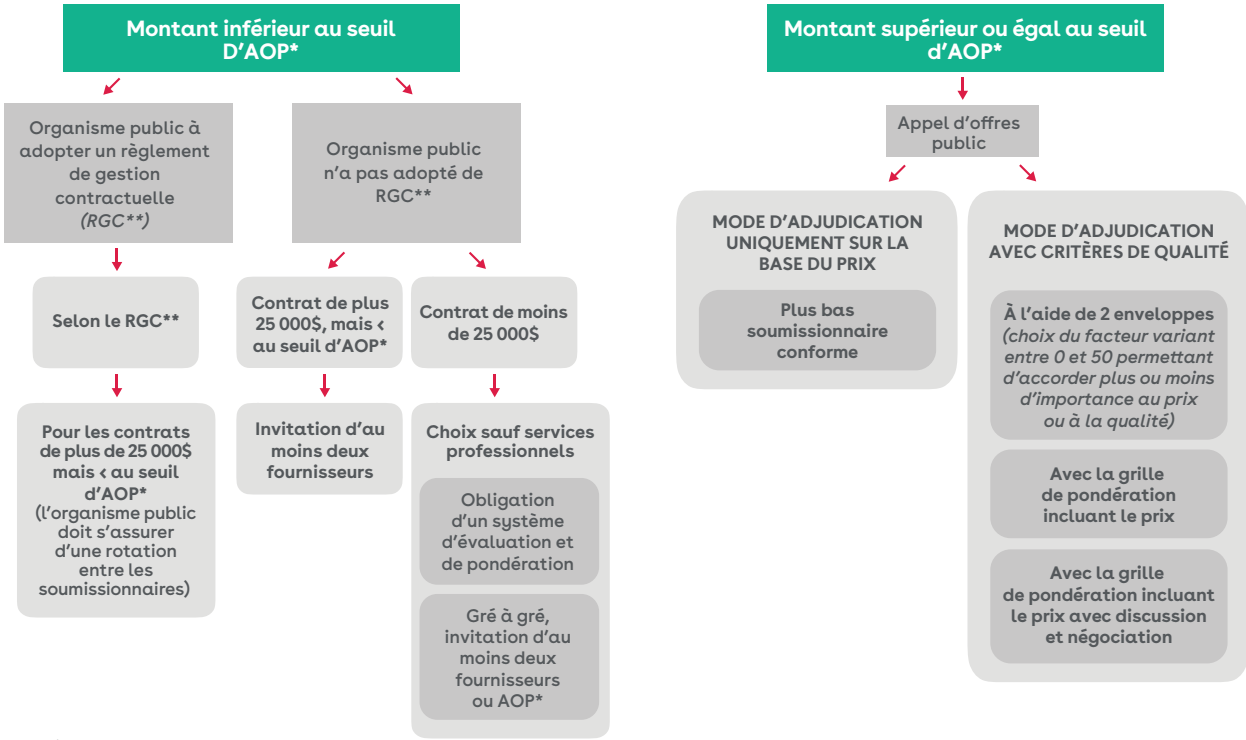 Montant inférieur au seuil
D'AOP*
Organisme public à
adopter un règlement
de gestion
contractuelle
(RGC**)
Selon le RGC**
Pour les contrats
de plus de 25 000$
mais < au seuil
d'AOP*
(l'organisme public
doit s'assurer
d'une rotation
entre les
soumissionnaires)
Organisme public
n'a pas adopté de
RGC**
Contrat de plus
25 000$, mais <
au seuil d'AOP*
Invitation d'au
moins deux
fournisseurs
Contrat de moins
de 25 000$
Choix sauf services
professionnels
Obligation
d'un système
d'évaluation et
de pondération
Gré à gré,
invitation d'au
moins deux
fournisseurs
ou AOP*
Montant supérieur ou égal au seuil
d'AOP*
Appel d'offres
public
MODE D'ADJUDICATION
UNIQUEMENT SUR LA
BASE DU PRIX
Plus bas
soumissionnaire
conforme
MODE D'ADJUDICATION
AVEC CRITÈRES DE QUALITÉ
À l'aide de 2 enveloppes
(choix du facteur variant
entre 0 et 50 permettant
d'accorder plus ou moins
d'importance au prix
ou à la qualité)
Avec la grille
de pondération
incluant le prix
Avec la grille
de pondération incluant
le prix avec discussion
et négociation